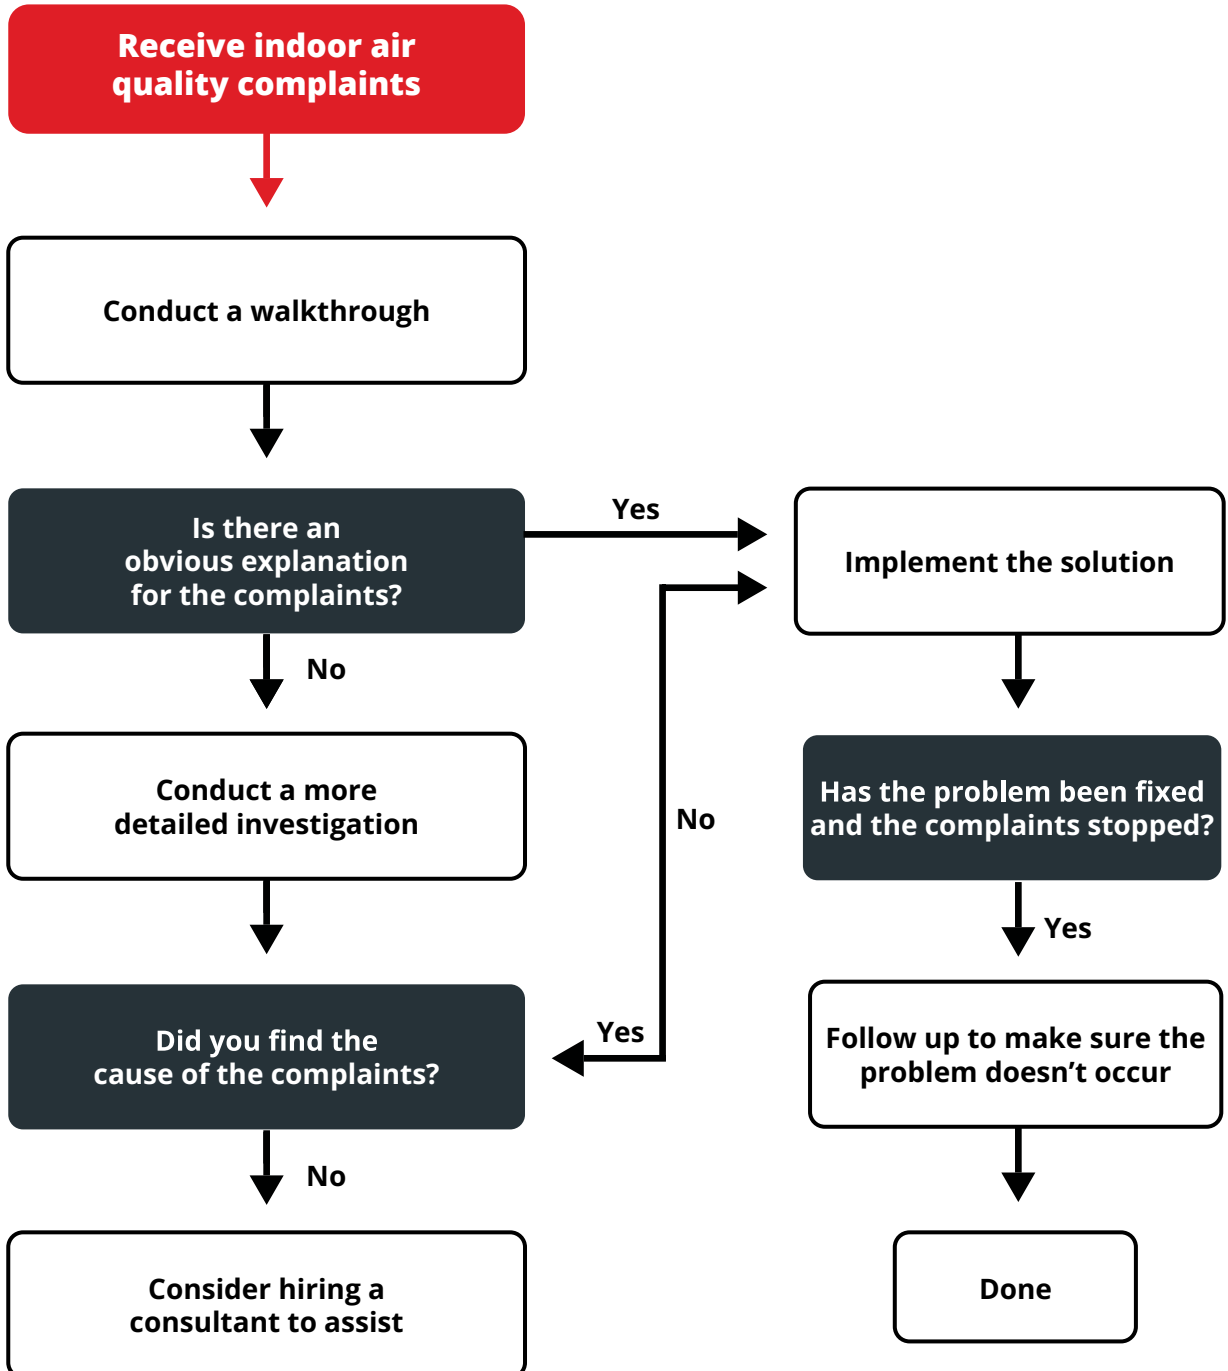 Receive indoor air
quality complaints
Conduct a walkthrough
Is there an
obvious explanation
for the complaints?
Yes
Implement the solution
No
Conduct a more
detailed investigation
No
Has the problem been fixed
and the complaints stopped?
Yes
Did you find the
cause of the complaints?
Yes
Follow up to make sure the
problem doesn’t occur
No
Consider hiring a
consultant to assist
Done